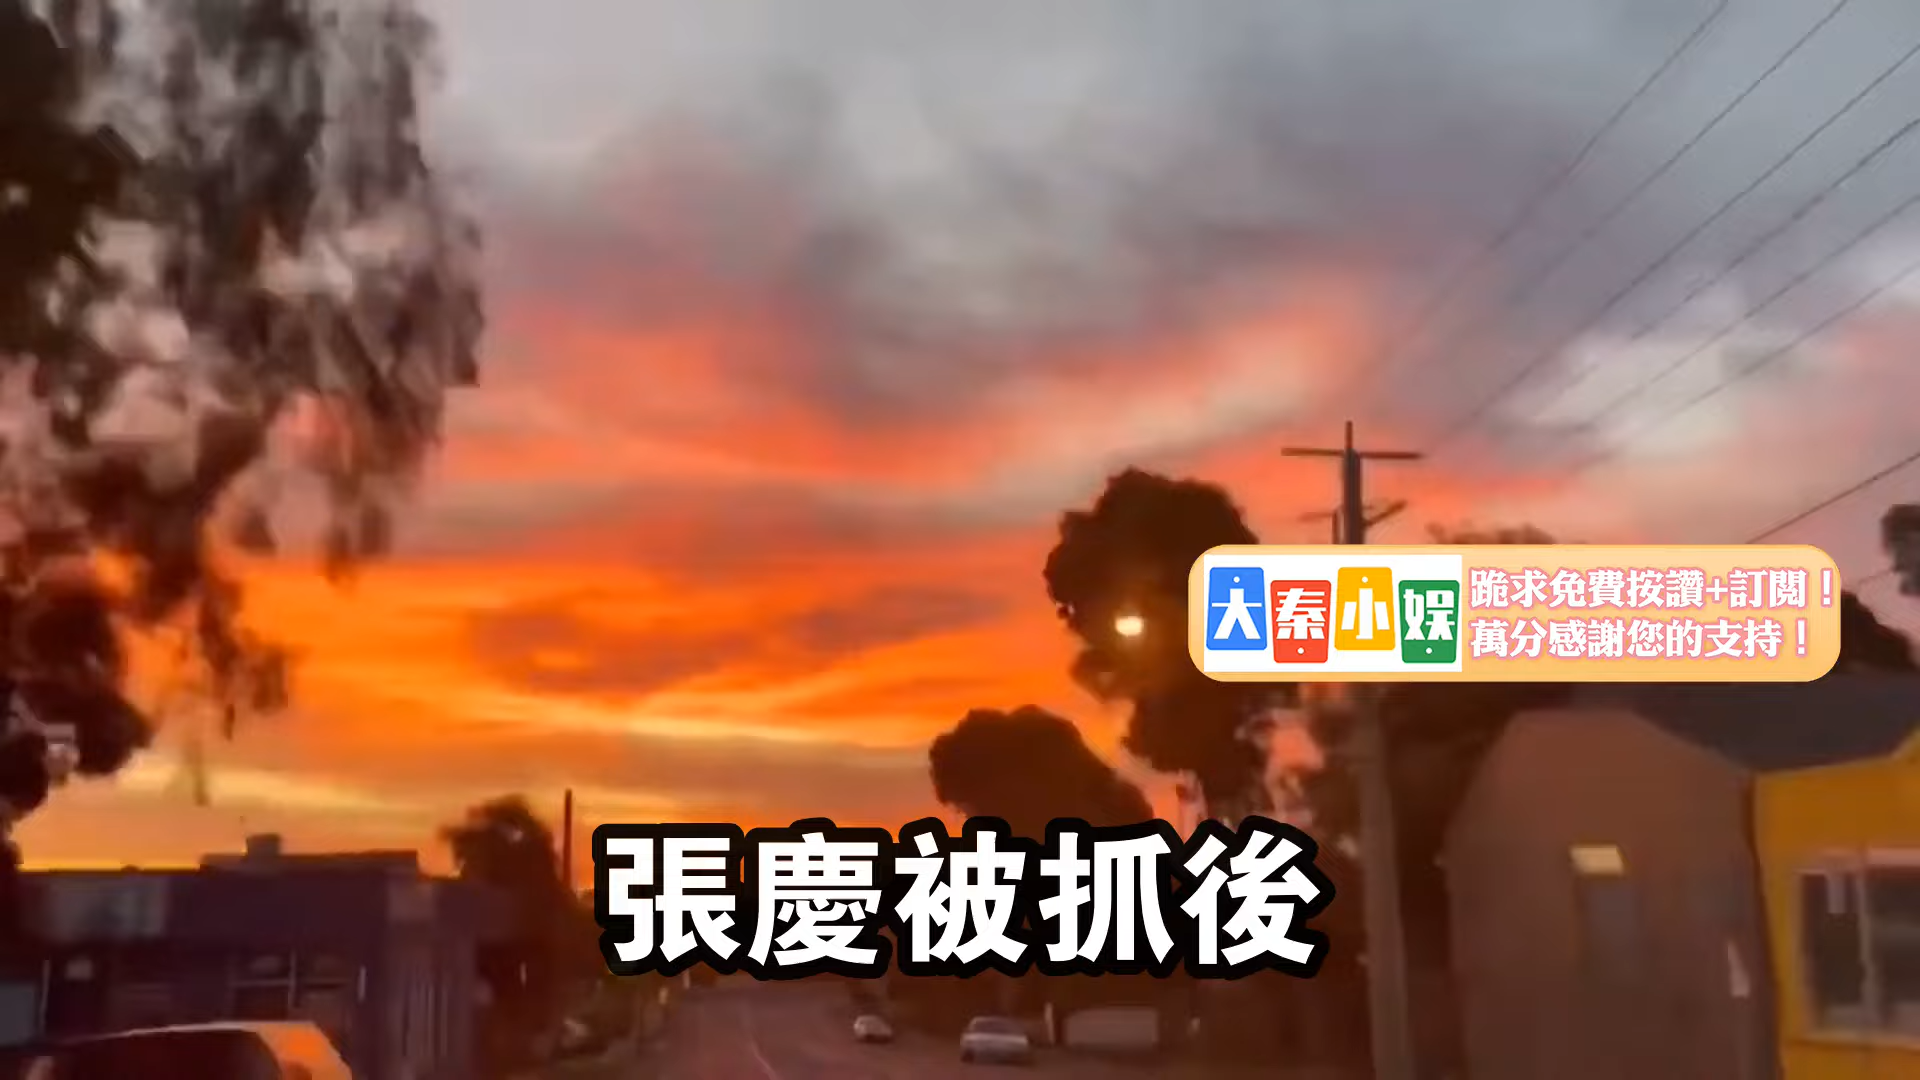 大秦小娱
跪求免費按讚+訂閱！
萬分感謝您的支持！
張慶被抓後